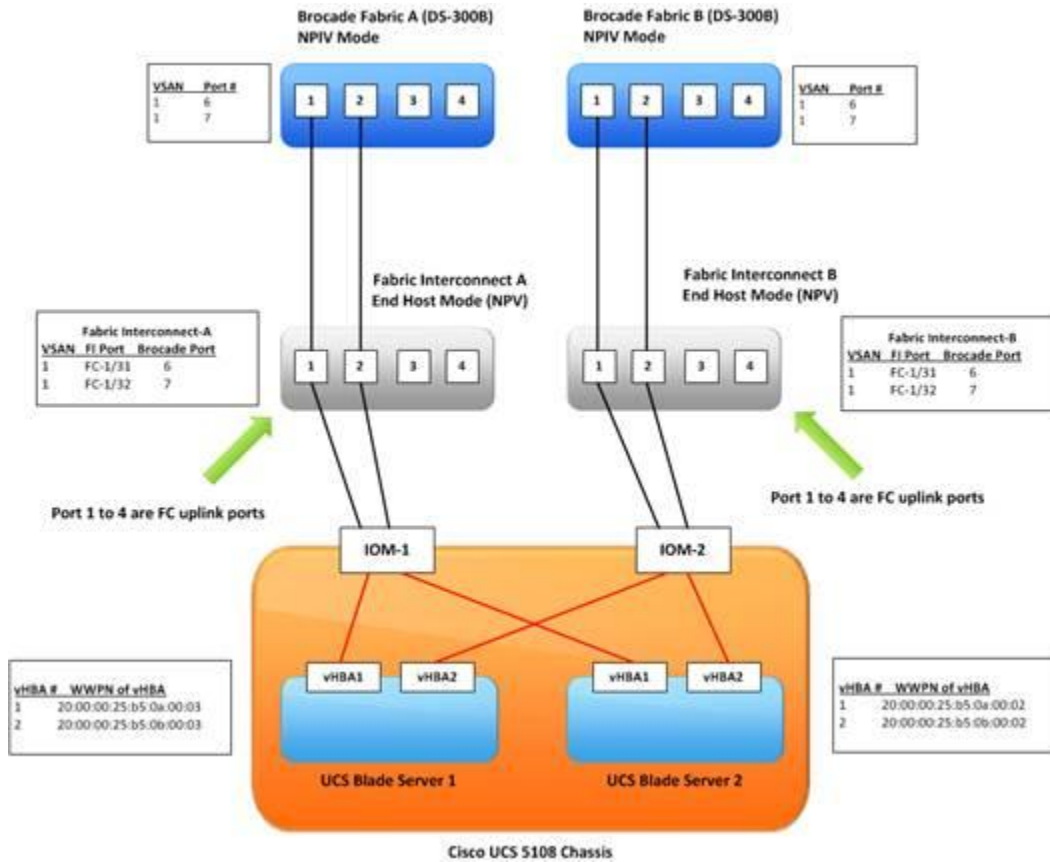 Brocade Fabric A (DS-300B)
NPIV Mode
Brocade Fabric B (DS-300B)
NPIV Mode
VSAN Port #
1 6
1 7
1 2 3 4
1 2 3 4
VSAN Port #
1 6
1 7
Fabric Interconnect A
End Host Mode (NPV)
Fabric Interconnect B
End Host Mode (NPV)
Fabric Interconnect-A
VSAN FI Port Brocade Port
1 FC-1/31 6
1 FC-1/32 7
1 2 3 4
1 2 3 4
Fabric Interconnect-B
VSAN FI Port Brocade Port
1 FC-1/31 6
1 FC-1/32 7
Port 1 to 4 are FC uplink ports
Port 1 to 4 are FC uplink ports
IOM-1
IOM-2
vHBA # WWPN of vHBA
1 20:00:00:25:b5:0a:00:03
2 20:00:00:25:b5:0b:00:03
vHBA1 vHBA2
vHBA1 vHBA2
vHBA # WWPN of vHBA
1 20:00:00:25:b5:0a:00:02
2 20:00:00:25:b5:0b:00:02
UCS Blade Server 1
UCS Blade Server 2
Cisco UCS 5108 Chassis